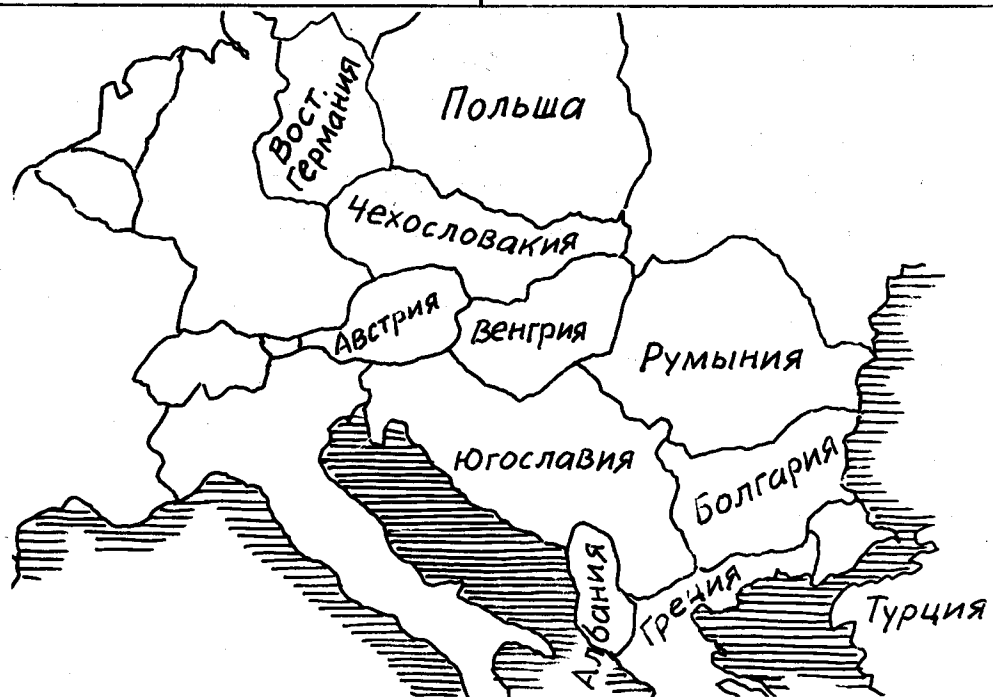 Польша
Вост.
Германия
Чехословакия
Австрия
Венгрия
Румыния
Югославия
Болгария
Албания
Греция
Турция